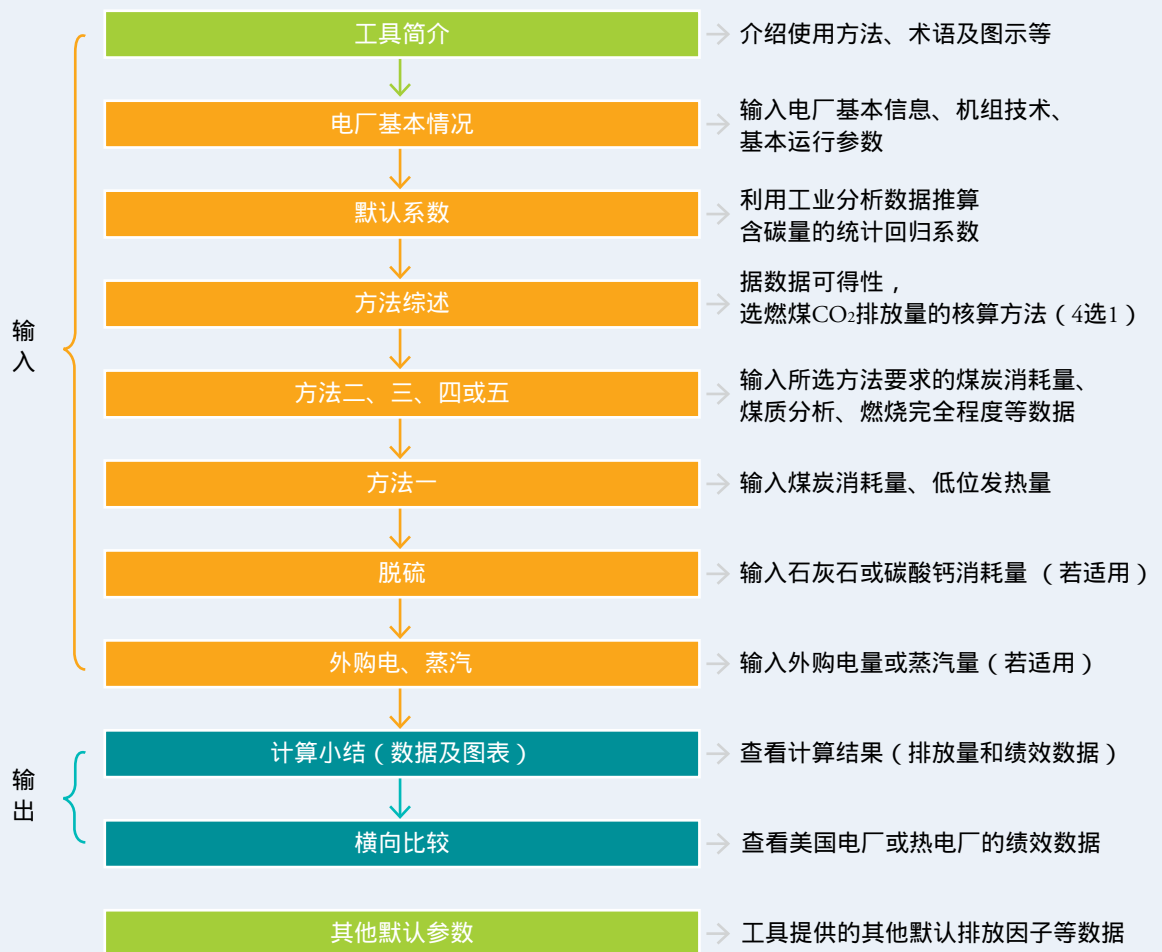 工具简介
介绍使用方法、术语及图示等
电厂基本情况
输入电厂基本信息、机组技术、
基本运行参数
默认系数
利用工业分析数据推算
含碳量的统计回归系数
方法综述
据数据可得性，
选燃煤CO₂排放量的核算方法（4选1）
输
入
方法二、三、四或五
输入所选方法要求的煤炭消耗量、
煤质分析、燃烧完全程度等数据
方法一
输入煤炭消耗量、低位发热量
脱硫
输入石灰石或碳酸钙消耗量 （若适用）
外购电、蒸汽
输入外购电量或蒸汽量（若适用）
计算小结（数据及图表）
查看计算结果（排放量和绩效数据）
输
出
横向比较
查看美国电厂或热电厂的绩效数据
其他默认参数
工具提供的其他默认排放因子等数据